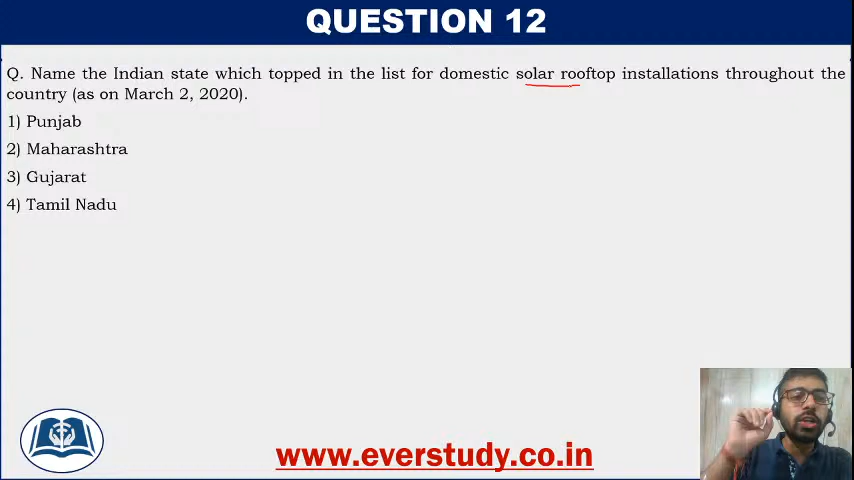 QUESTION 12
Q. Name the Indian state which topped in the list for domestic solar rooftop installations throughout the
country (as on March 2, 2020).
1) Punjab
2) Maharashtra
3) Gujarat
4) Tamil Nadu
www.everstudy.co.in